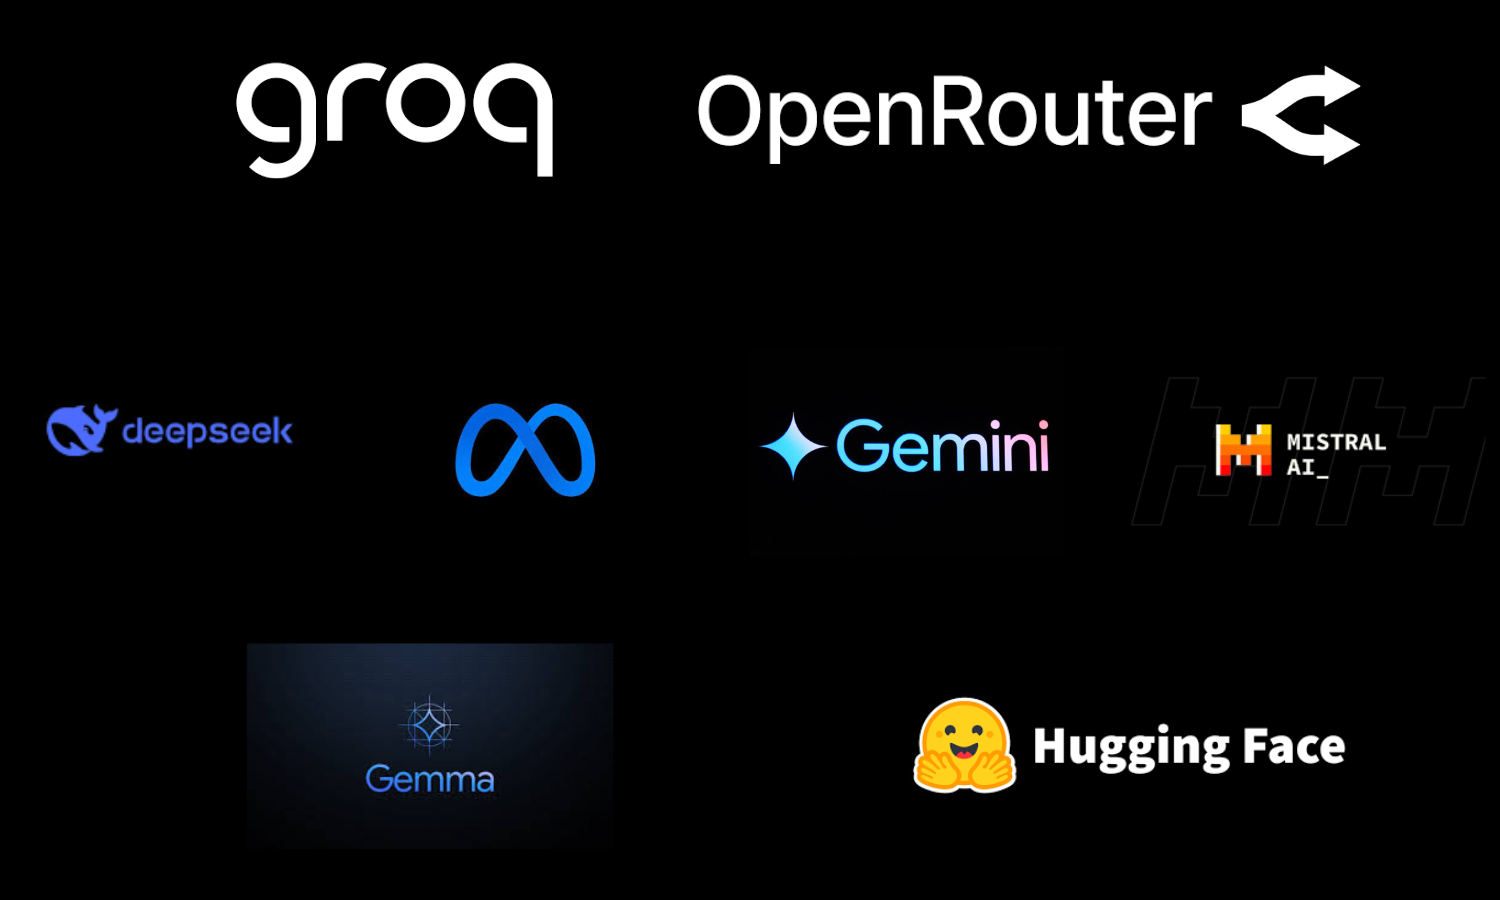 groq
OpenRouter
deepseek
Gemini
MISTRAL
AI_
Gemma
Hugging Face